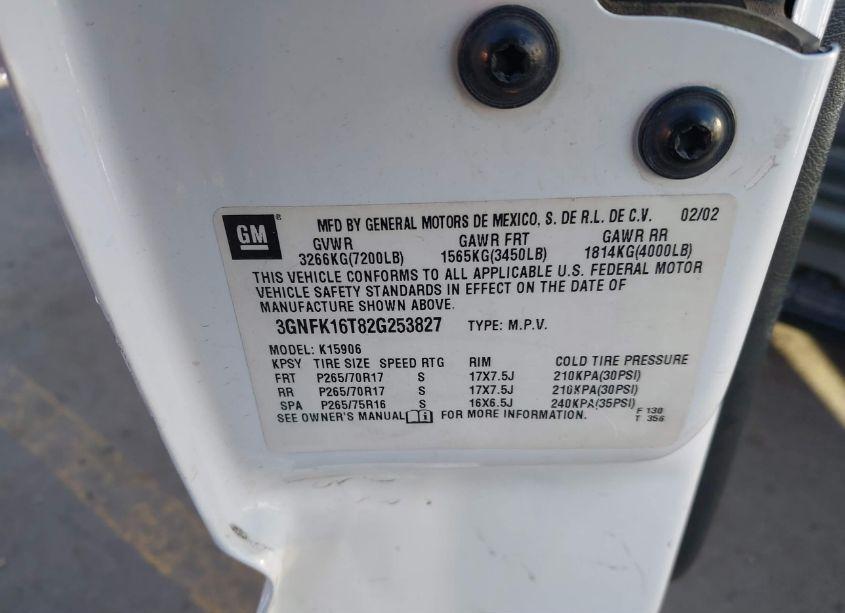 GM ® MFD BY GENERAL MOTORS DE MEXICO, S. DE R.L. DE C.V. 02/02
GVWR GAWR FRT GAWR RR
3266KG(7200LB) 1565KG(3450LB) 1814KG(4000LB)
THIS VEHICLE CONFORMS TO ALL APPLICABLE U.S. FEDERAL MOTOR
VEHICLE SAFETY STANDARDS IN EFFECT ON THE DATE OF
MANUFACTURE SHOWN ABOVE.
3GNFK16T82G253827 TYPE: M.P.V.
MODEL: K15906
KPSY TIRE SIZE SPEED RTG RIM COLD TIRE PRESSURE
FRT P265/70R17 S 17X7.5J 210KPA(30PSI)
RR P265/70R17 S 17X7.5J 210KPA(30PSI)
SPA P265/75R16 S 16X6.5J 240KPA(35PSI)
SEE OWNER'S MANUAL FOR MORE INFORMATION.
F 130
T 356